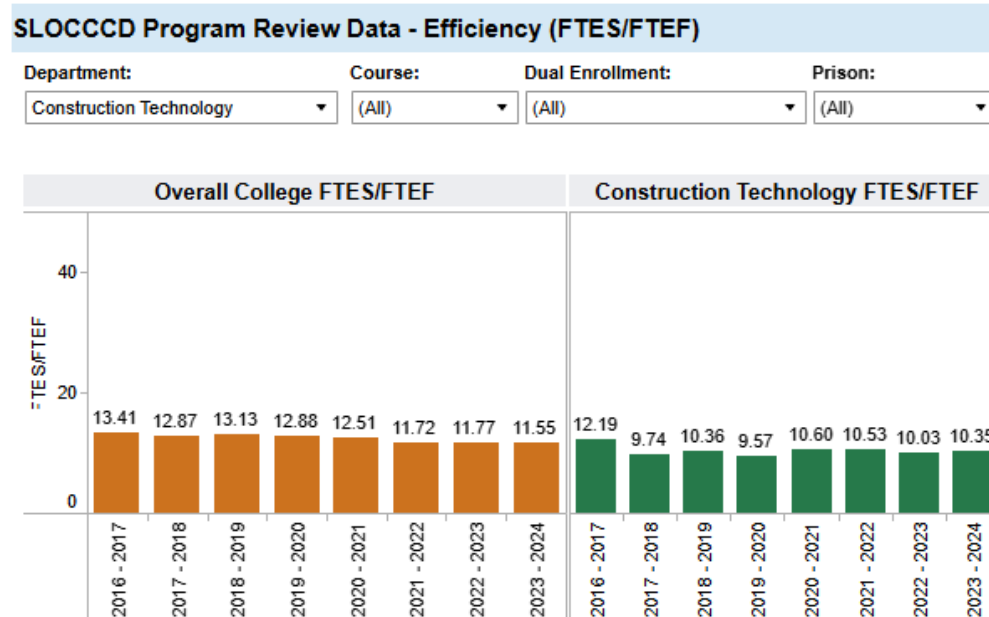 SLOCCCD Program Review Data - Efficiency (FTES/FTEF)
Department: Course: Dual Enrollment: Prison:
Construction Technology (All) (All) (All)
Overall College FTES/FTEF Construction Technology FTES/FTEF
FTES/FTEF
40
20
0
13.41 12.87 13.13 12.88 12.51 11.72 11.77 11.55
12.19 9.74 10.36 9.57 10.60 10.53 10.03 10.35
2016 - 2017
2017 - 2018
2018 - 2019
2019 - 2020
2020 - 2021
2021 - 2022
2022 - 2023
2023 - 2024
2016 - 2017
2017 - 2018
2018 - 2019
2019 - 2020
2020 - 2021
2021 - 2022
2022 - 2023
2023 - 2024